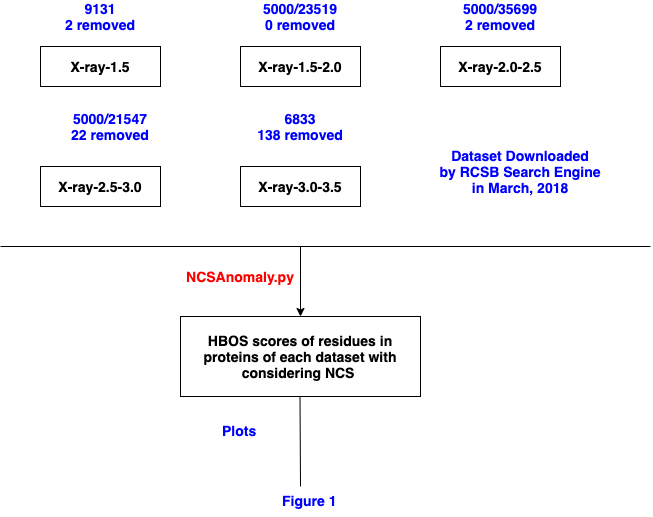 9131
2 removed
X-ray-1.5
5000/23519
0 removed
X-ray-1.5-2.0
5000/35699
2 removed
X-ray-2.0-2.5
5000/21547
22 removed
X-ray-2.5-3.0
6833
138 removed
X-ray-3.0-3.5
Dataset Downloaded
by RCSB Search Engine
in March, 2018
NCSAnomaly.py
HBOS scores of residues in
proteins of each dataset with
considering NCS
Plots
Figure 1